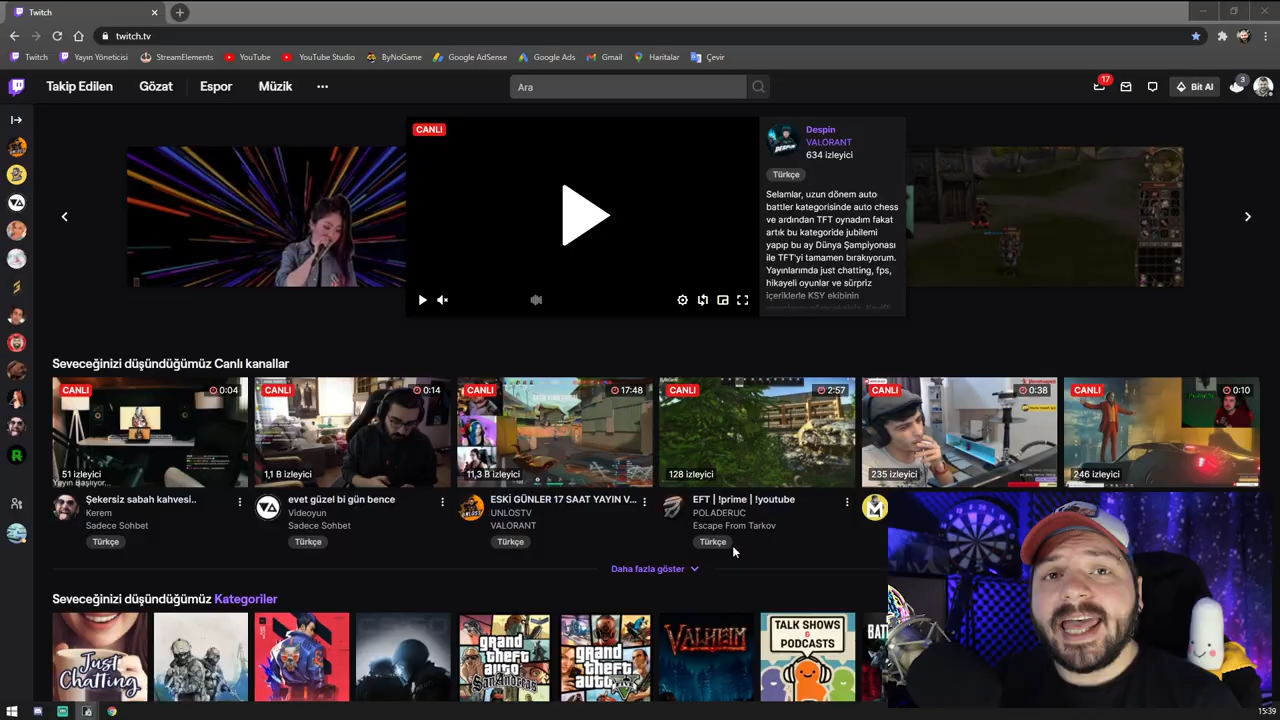 Twitch
twitch.tv
Twitch Yayın Yöneticisi StreamElements YouTube YouTube Studio ByNoGame Google AdSense Google Ads Gmail Haritalar Çevir
Takip Edilen Gözat Espor Müzik Ara 17 Bit Al 3
CANLI
Despin
VALORANT
634 izleyici
Türkçe
Selamlar, uzun dönem auto
battler kategorisinde auto chess
ve ardından TFT oynadım fakat
artık bu kategoride jubilemi
yapıp bu ay Dünya Şampiyonası
ile TFT'yi tamamen bırakıyorum.
Yayınlarımda just chatting, fps,
hikayeli oyunlar ve sürpriz
içeriklerle KSY ekibinin
Seveceğinizi düşündüğümüz Canlı kanallar
CANLI 0:04 CANLI 0:14 CANLI 17:48 CANLI 2:57 CANLI 0:38 CANLI 0:10
51 izleyici 1,1 B izleyici 11,3 B izleyici 128 izleyici 235 izleyici 246 izleyici
Yayın Başlıyor...
Şekersiz sabah kahvesi.. evet güzel bi gün bence ESKİ GÜNLER 17 SAAT YAYIN V... EFT | !prime | !youtube
Kerem Videoyun UNLOSTV POLADERUC
Sadece Sohbet Sadece Sohbet VALORANT Escape From Tarkov
Türkçe Türkçe Türkçe Türkçe
Daha fazla göster
Seveceğinizi düşündüğümüz Kategoriler
Just Chatting
grand theft auto San Andreas
grand theft auto V
VALHEIM
TALK SHOWS & PODCASTS
15:39